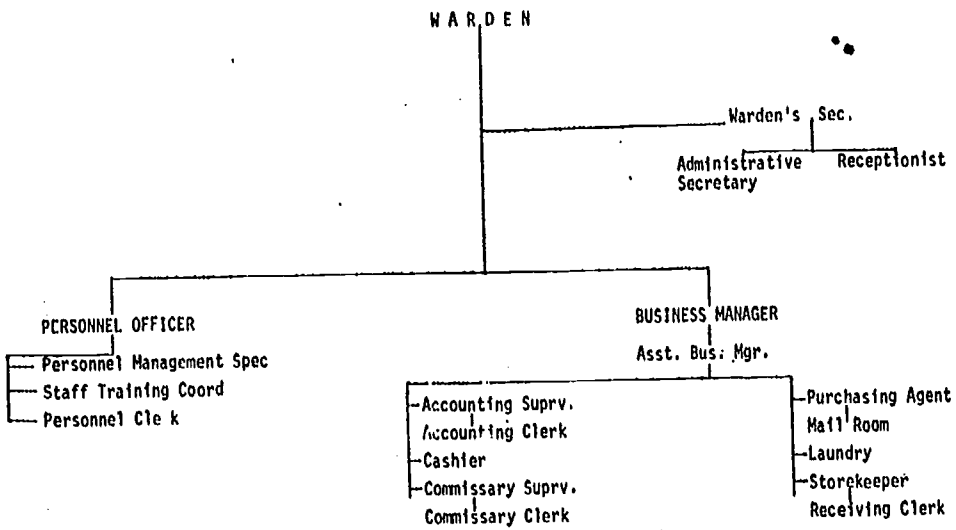 WARDEN
Warden's Sec.
Administrative Secretary
Receptionist
PERSONNEL OFFICER
Personnel Management Spec
Staff Training Coord
Personnel Cle k
BUSINESS MANAGER
Asst. Bus. Mgr.
Accounting Suprv.
Accounting Clerk
Cashier
Commissary Suprv.
Commissary Clerk
Purchasing Agent
Mail Room
Laundry
Storekeeper
Receiving Clerk